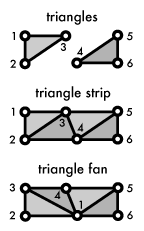 triangles
1 3 4 5
2 6
triangle strip
1 3 5
2 4 6
triangle fan
3 4 5
2 1 6